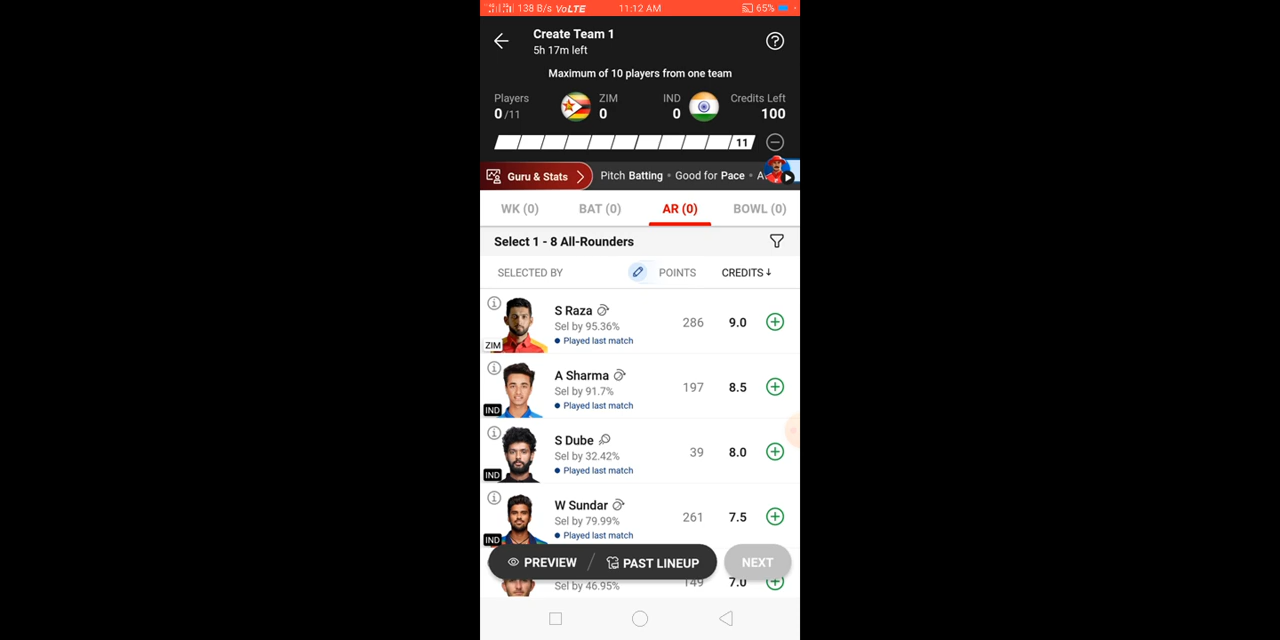 138 B/s VoLTE 11:12 AM 65%
Create Team 1
5h 17m left
Maximum of 10 players from one team
Players ZIM IND Credits Left
0/11 0 0 100
11
Guru & Stats Pitch Batting • Good for Pace •
WK (0) BAT (0) AR (0) BOWL (0)
Select 1 - 8 All-Rounders
SELECTED BY POINTS CREDITS↓
S Raza
Sel by 95.36% 286 9.0
ZIM • Played last match
A Sharma
Sel by 91.7% 197 8.5
IND • Played last match
S Dube
Sel by 32.42% 39 8.0
IND • Played last match
W Sundar
Sel by 79.99% 261 7.5
IND • Played last match
PREVIEW / PAST LINEUP NEXT
Sel by 46.95% 149 7.0